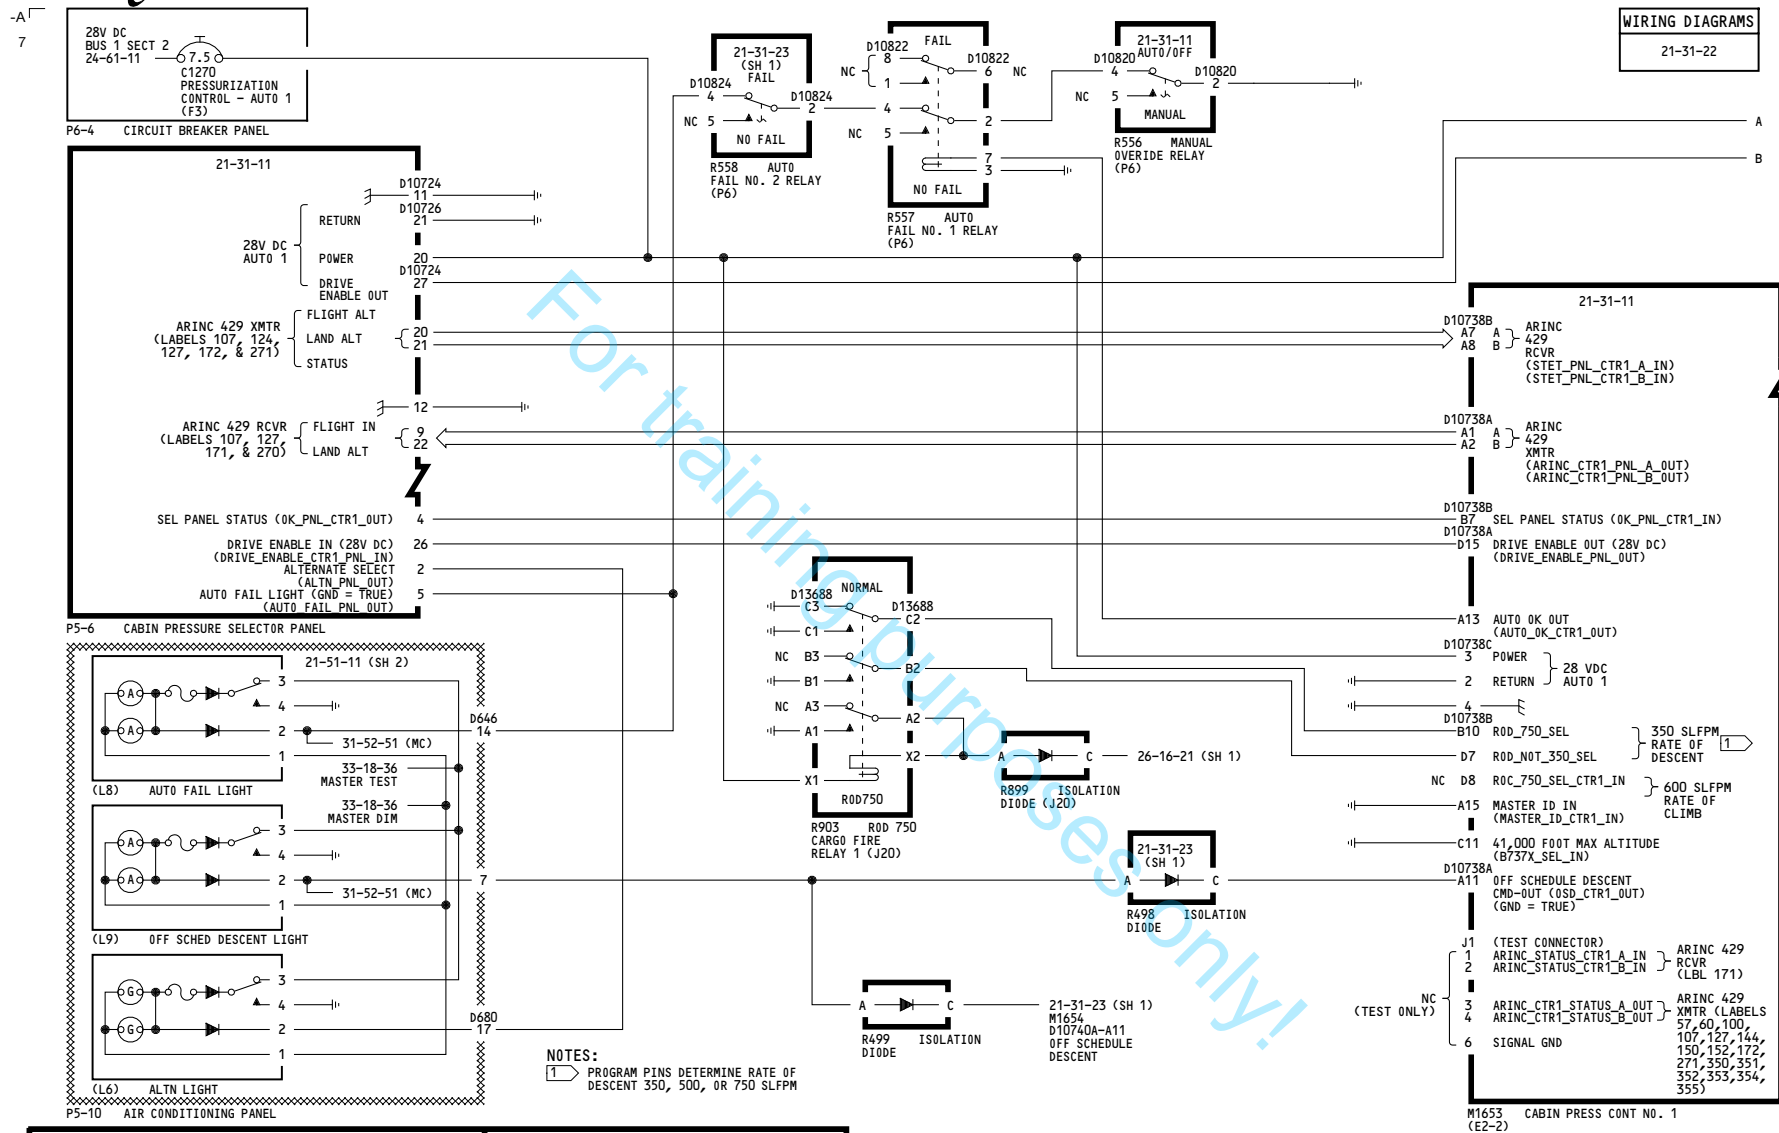 -A
7
28V DC
BUS 1 SECT 2
24-61-11
7.5
C1270
PRESSURIZATION
CONTROL - AUTO 1
(F3)
P6-4 CIRCUIT BREAKER PANEL
WIRING DIAGRAMS
21-31-22
21-31-23
(SH 1)
FAIL
D10824
4
D10824
2
NC 5
NO FAIL
R558 AUTO
FAIL NO. 2 RELAY
(P6)
D10822
FAIL
D10822
8
NC
6 NC
1
4
2
NC 5
7
3
NO FAIL
R557 AUTO
FAIL NO. 1 RELAY
(P6)
21-31-11
AUTO/OFF
D10820
4
D10820
2
NC 5
MANUAL
R556 MANUAL
OVERIDE RELAY
(P6)
A
B
21-31-11
D10724
11
D10726
RETURN 21
28V DC
AUTO 1
POWER 20
D10724
DRIVE 27
ENABLE OUT
FLIGHT ALT
ARINC 429 XMTR
(LABELS 107, 124,
127, 172, & 271)
LAND ALT
20
21
STATUS
12
ARINC 429 RCVR
(LABELS 107, 127,
171, & 270)
FLIGHT IN
LAND ALT
9
22
SEL PANEL STATUS (OK_PNL_CTR1_OUT) 4
DRIVE ENABLE IN (28V DC) 26
(DRIVE_ENABLE_CTR1_PNL_IN)
ALTERNATE SELECT 2
(ALTN_PNL_OUT)
AUTO FAIL LIGHT (GND = TRUE) 5
(AUTO_FAIL_PNL_OUT)
P5-6 CABIN PRESSURE SELECTOR PANEL
21-31-11
D10738B
A7 A
A8 B
ARINC
429
RCVR
(STET_PNL_CTR1_A_IN)
(STET_PNL_CTR1_B_IN)
D10738A
A1 A
A2 B
ARINC
429
XMTR
(ARINC_CTR1_PNL_A_OUT)
(ARINC_CTR1_PNL_B_OUT)
D10738B
B7 SEL PANEL STATUS (OK_PNL_CTR1_IN)
D10738A
D15 DRIVE ENABLE OUT (28V DC)
(DRIVE_ENABLE_PNL_OUT)
A13 AUTO OK OUT
(AUTO_OK_CTR1_OUT)
D10738C
3 POWER
2 RETURN
28 VDC
AUTO 1
4
D10738B
B10 ROD_750_SEL
D7 ROD_NOT_350_SEL
350 SLFPM
RATE OF
DESCENT
1
NC D8 ROC_750_SEL_CTR1_IN
600 SLFPM
RATE OF
CLIMB
A15 MASTER ID IN
(MASTER_ID_CTR1_IN)
C11 41,000 FOOT MAX ALTITUDE
(B737X_SEL_IN)
D10738A
A11 OFF SCHEDULE DESCENT
CMD-OUT (OSD_CTR1_OUT)
(GND = TRUE)
J1 (TEST CONNECTOR)
1 ARINC_STATUS_CTR1_A_IN
2 ARINC_STATUS_CTR1_B_IN
ARINC 429
RCVR
(LBL 171)
NC
(TEST ONLY)
3 ARINC_CTR1_STATUS_A_OUT
4 ARINC_CTR1_STATUS_B_OUT
ARINC 429
XMTR (LABELS
57,60,100,
107,127,144,
150,152,172,
271,350,351,
352,353,354,
355)
6 SIGNAL GND
M1653 CABIN PRESS CONT NO. 1
(E2-2)
NORMAL
D13688
C3
D13688
C2
C1
NC B3
B2
B1
NC A3
A2
A1
X2
X1
ROD750
R903 ROD 750
CARGO FIRE
RELAY 1 (J20)
A C 26-16-21 (SH 1)
R899 ISOLATION
DIODE (J20)
21-31-23
(SH 1)
A C
R498 ISOLATION
DIODE
A C
R499 ISOLATION
DIODE
21-31-23 (SH 1)
M1654
D10740A-A11
OFF SCHEDULE
DESCENT
21-51-11 (SH 2)
A
A
3
4
2
1
D646
14
31-52-51 (MC)
33-18-36
MASTER TEST
(L8) AUTO FAIL LIGHT
33-18-36
MASTER DIM
A
A
3
4
2
1
7
31-52-51 (MC)
(L9) OFF SCHED DESCENT LIGHT
G
G
3
4
2
1
D680
17
(L6) ALTN LIGHT
P5-10 AIR CONDITIONING PANEL
NOTES:
1 PROGRAM PINS DETERMINE RATE OF
DESCENT 350, 500, OR 750 SLFPM
For training purposes only!